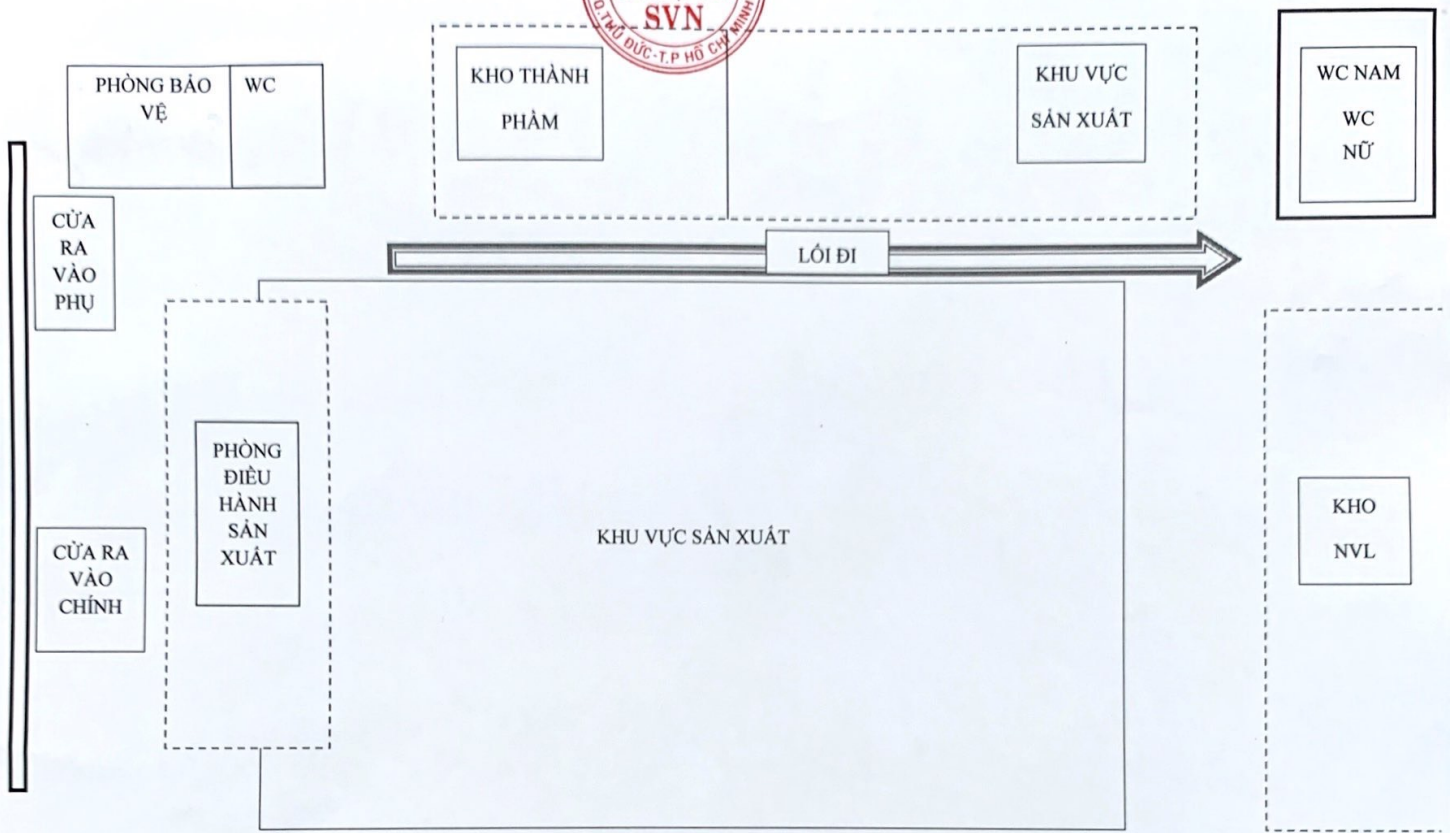 SVN
Q.THỦ ĐỨC-T.P HỒ CHÍ MINH
PHÒNG BẢO
VỆ
WC
KHO THÀNH
PHẨM
KHU VỰC
SẢN XUẤT
WC NAM
WC
NỮ
CỬA
RA
VÀO
PHỤ
LỐI ĐI
PHÒNG
ĐIỀU
HÀNH
SẢN
XUẤT
KHU VỰC SẢN XUẤT
CỬA RA
VÀO
CHÍNH
KHO
NVL